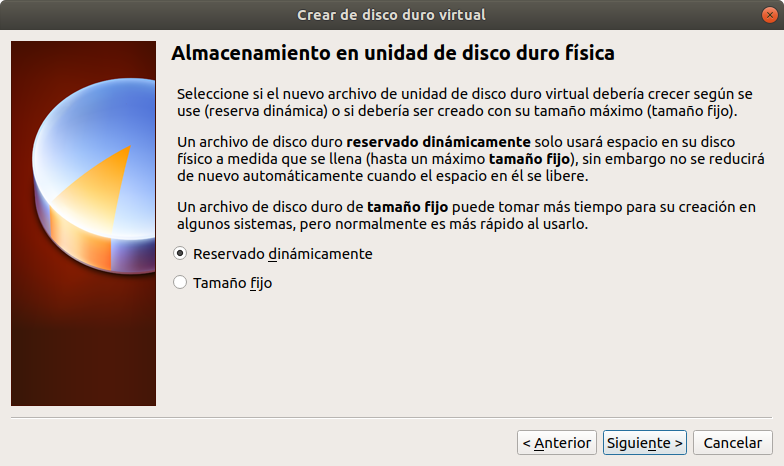 Crear de disco duro virtual
Almacenamiento en unidad de disco duro física
Seleccione si el nuevo archivo de unidad de disco duro virtual debería crecer según se
use (reserva dinámica) o si debería ser creado con su tamaño máximo (tamaño fijo).
Un archivo de disco duro reservado dinámicamente solo usará espacio en su disco
físico a medida que se llena (hasta un máximo tamaño fijo), sin embargo no se reducirá
de nuevo automáticamente cuando el espacio en él se libere.
Un archivo de disco duro de tamaño fijo puede tomar más tiempo para su creación en
algunos sistemas, pero normalmente es más rápido al usarlo.
Reservado dinámicamente
Tamaño fijo
< Anterior Siguiente > Cancelar